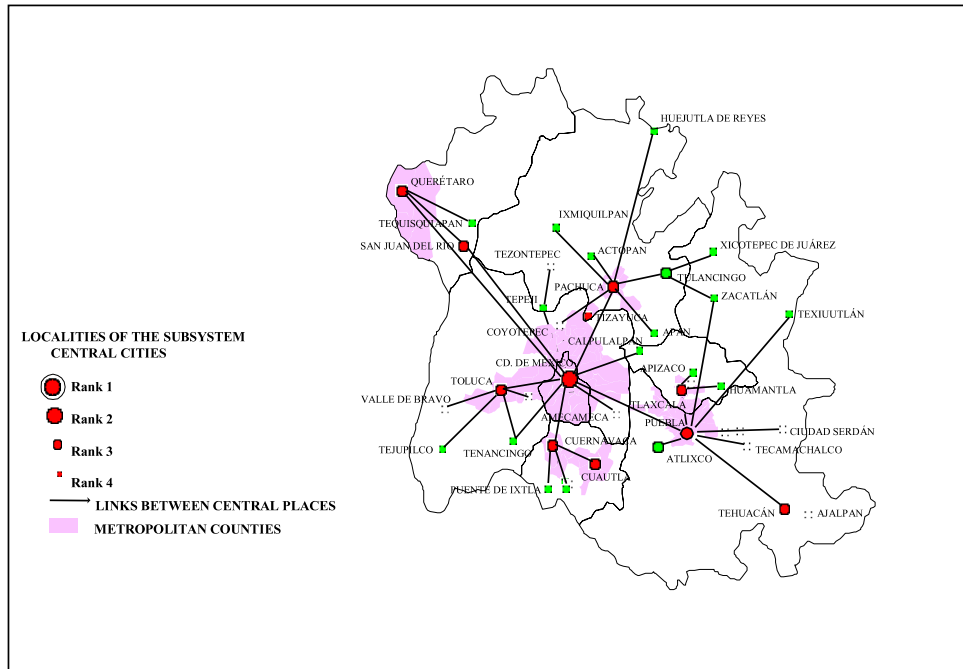 HUEJUTLA DE REYES
QUERÉTARO
IXMIQUILPAN
TEQUISQUIAPAN
SAN JUAN DEL RÍO
ACTOPAN
XICOTEPEC DE JUÁREZ
TEZONTEPEC
TULANCINGO
PACHUCA
ZACATLÁN
TEPEJI
TIZAYUCA
TEXIUUTLÁN
COYOTEPEC
APAN
LOCALITIES OF THE SUBSYSTEM
CENTRAL CITIES
CALPULALPAN
CD. DE MÉXICO
APIZACO
Rank 1
TOLUCA
HUAMANTLA
VALLE DE BRAVO
TLAXCALA
Rank 2
AMECAMECA
PUEBLA
CIUDAD SERDÁN
CUERNAVACA
TEJUPILCO
TENANCINGO
TECAMACHALCO
Rank 3
ATLIXCO
CUAUTLA
Rank 4
PUENTE DE IXTLA
LINKS BETWEEN CENTRAL PLACES
TEHUACÁN
AJALPAN
METROPOLITAN COUNTIES